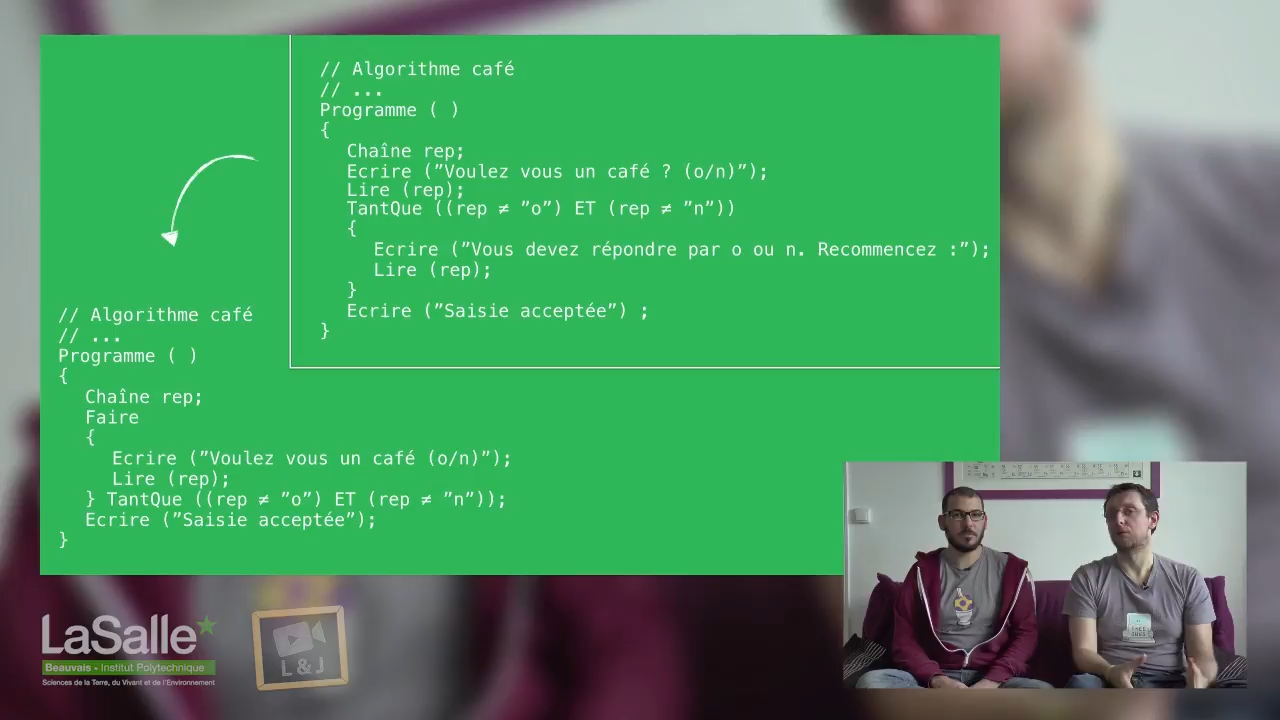 // Algorithme café
// ...
Programme ( )
{
Chaîne rep;
Ecrire (”Voulez vous un café ? (o/n)”);
Lire (rep);
TantQue ((rep ≠ ”o”) ET (rep ≠ ”n”))
{
Ecrire (”Vous devez répondre par o ou n. Recommencez :”);
Lire (rep);
}
Ecrire (”Saisie acceptée”) ;
}
// Algorithme café
// ...
Programme ( )
{
Chaîne rep;
Faire
{
Ecrire (”Voulez vous un café (o/n)”);
Lire (rep);
} TantQue ((rep ≠ ”o”) ET (rep ≠ ”n”));
Ecrire (”Saisie acceptée”);
}
LaSalle
Beauvais - Institut Polytechnique
Sciences de la Terre, du Vivant et de l'Environnement
L & J